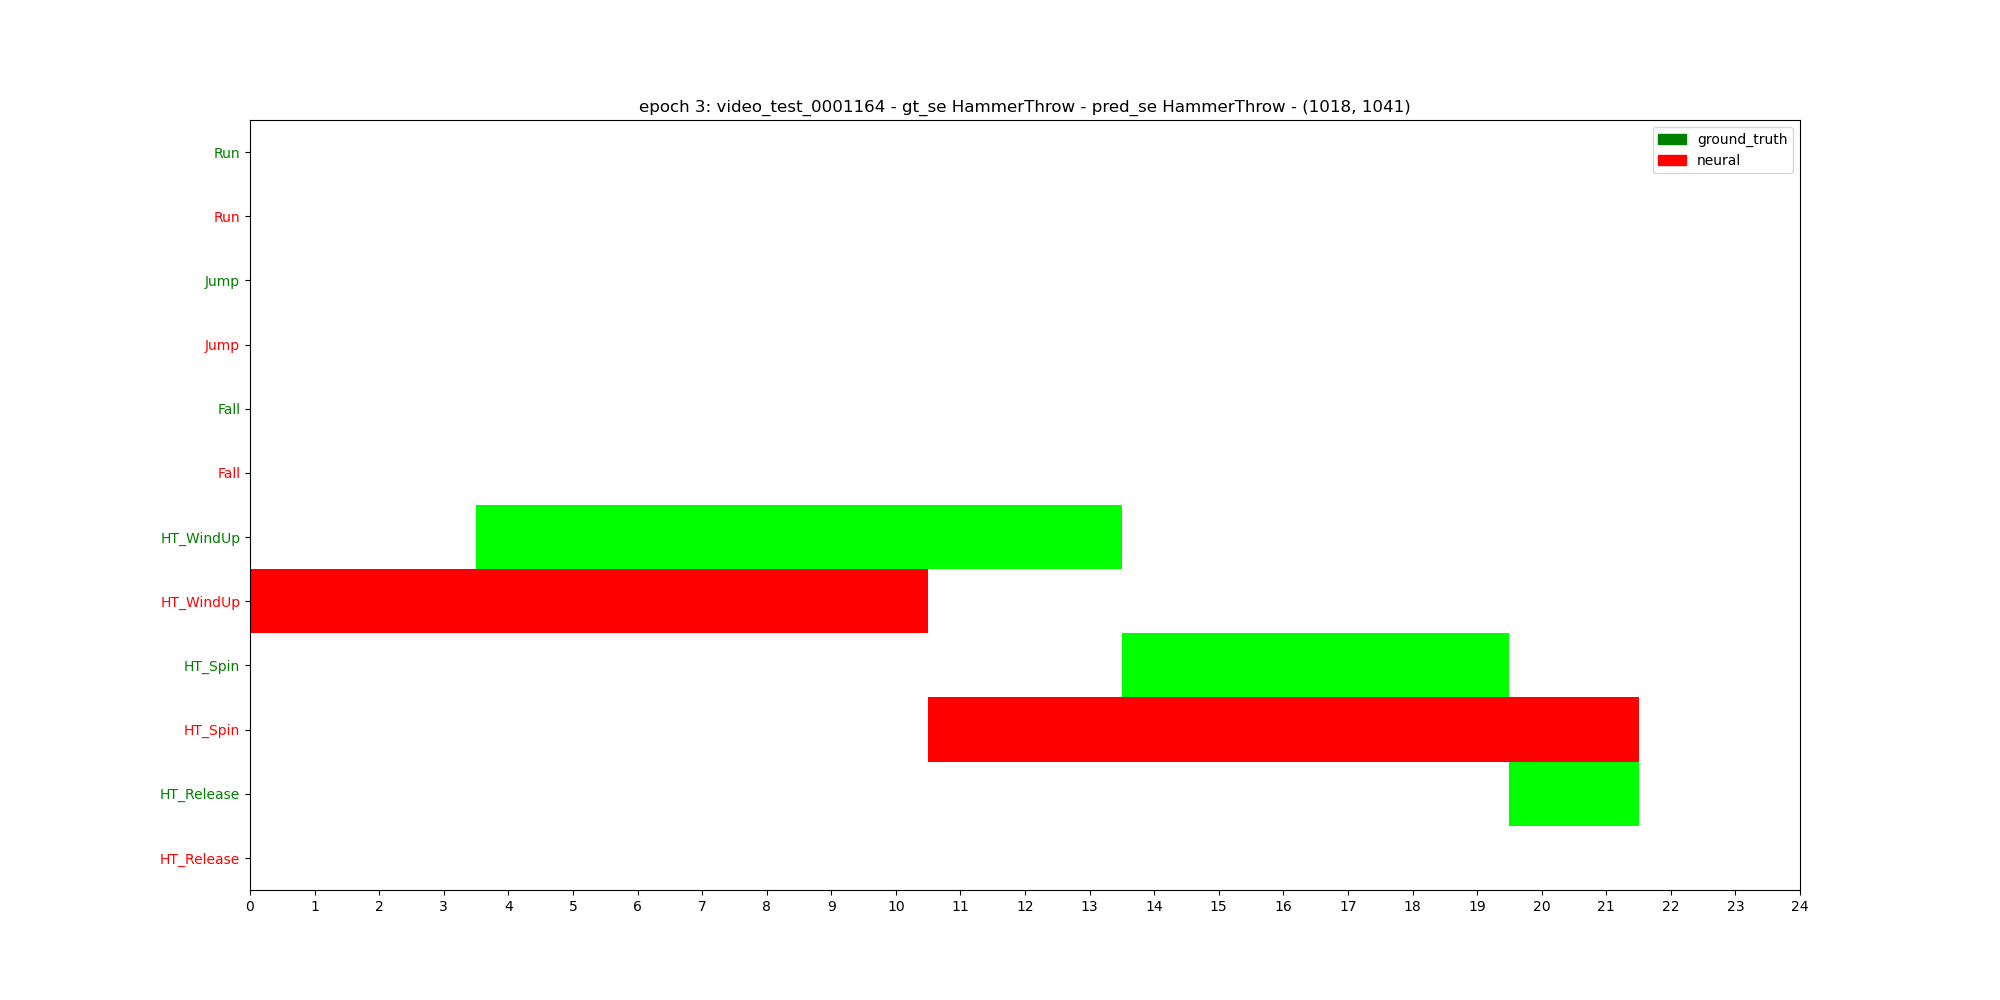 epoch 3: video_test_0001164 - gt_se HammerThrow - pred_se HammerThrow - (1018, 1041)
ground_truth
neural
Run
Run
Jump
Jump
Fall
Fall
HT_WindUp
HT_WindUp
HT_Spin
HT_Spin
HT_Release
HT_Release
0 1 2 3 4 5 6 7 8 9 10 11 12 13 14 15 16 17 18 19 20 21 22 23 24